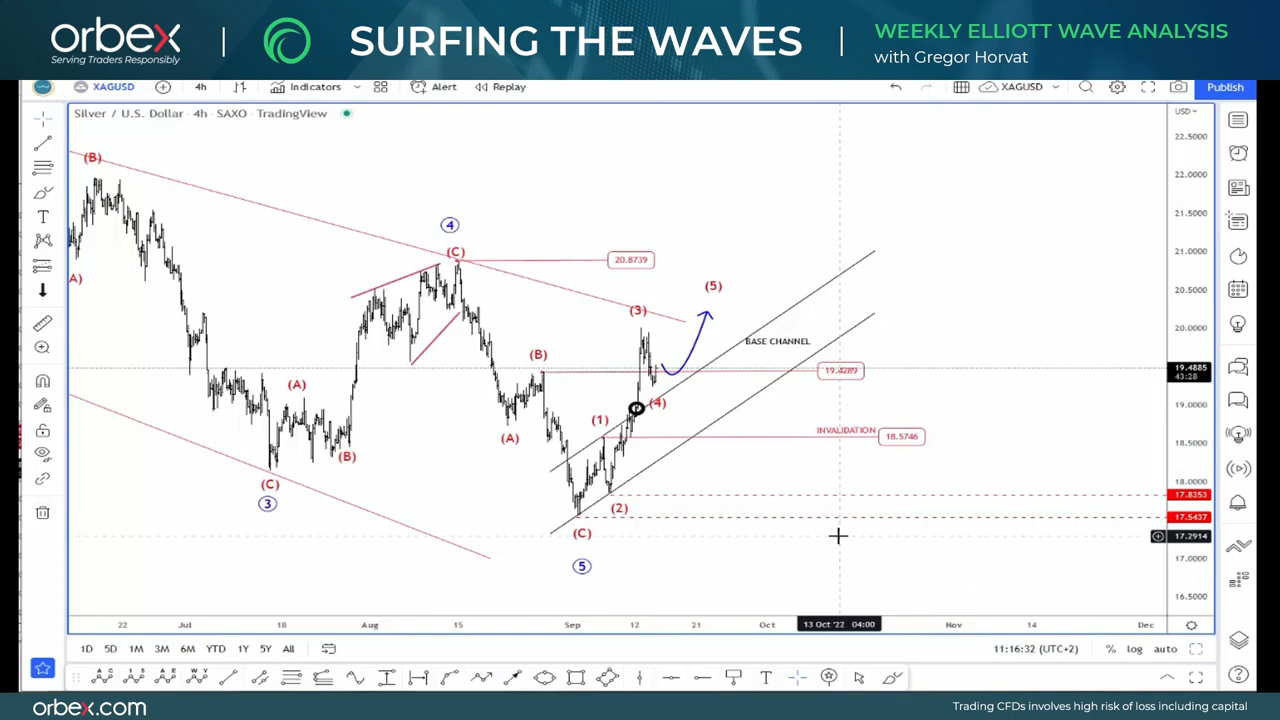 orbex
Serving Traders Responsibly
SURFING THE WAVES
WEEKLY ELLIOTT WAVE ANALYSIS
with Gregor Horvat
XAGUSD
4h
Indicators
Alert
Replay
XAGUSD
Publish
Silver / U.S. Dollar · 4h · SAXO · TradingView
USD
22.5000
(B)
22.0000
21.5000
4
(C)
20.8739
21.0000
A)
(5)
20.5000
(3)
20.0000
BASE CHANNEL
(B)
19.4289
19.4885
43:28
(A)
(4)
19.0000
(1)
INVALIDATION
18.5746
(A)
18.5000
(B)
(C)
18.0000
3
17.8353
(2)
17.5437
(C)
17.2914
5
17.0000
16.5000
22
Jul
18
Aug
15
Sep
12
21
Oct
13 Oct '22 04:00
Nov
14
Dec
1D 5D 1M 3M 6M YTD 1Y 5Y All
11:16:32 (UTC+2)
% log auto
A C
1 5
A E
W Y
orbex.com
Trading CFDs involves high risk of loss including capital